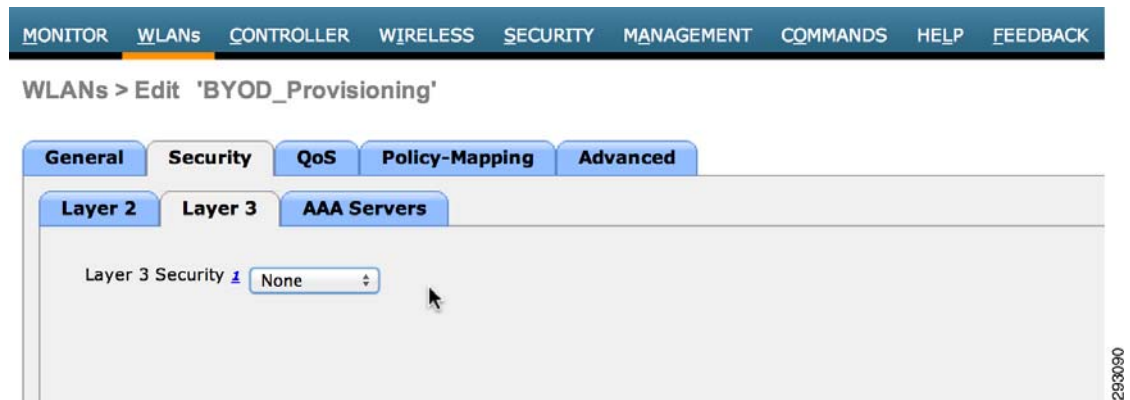 MONITOR WLANs CONTROLLER WIRELESS SECURITY MANAGEMENT COMMANDS HELP FEEDBACK
WLANs > Edit 'BYOD_Provisioning'
General Security QoS Policy-Mapping Advanced
Layer 2 Layer 3 AAA Servers
Layer 3 Security 1 None
293090